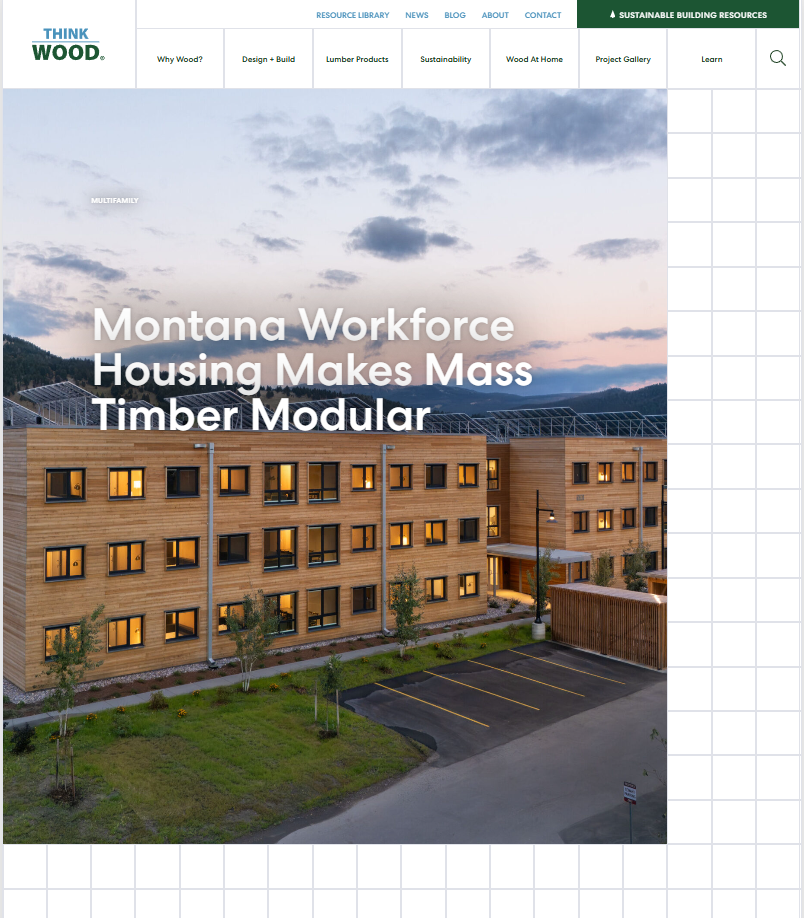 THINK
WOOD®
RESOURCE LIBRARY
NEWS
BLOG
ABOUT
CONTACT
SUSTAINABLE BUILDING RESOURCES
Why Wood?
Design + Build
Lumber Products
Sustainability
Wood At Home
Project Gallery
Learn
MULTIFAMILY
Montana Workforce
Housing Makes Mass
Timber Modular